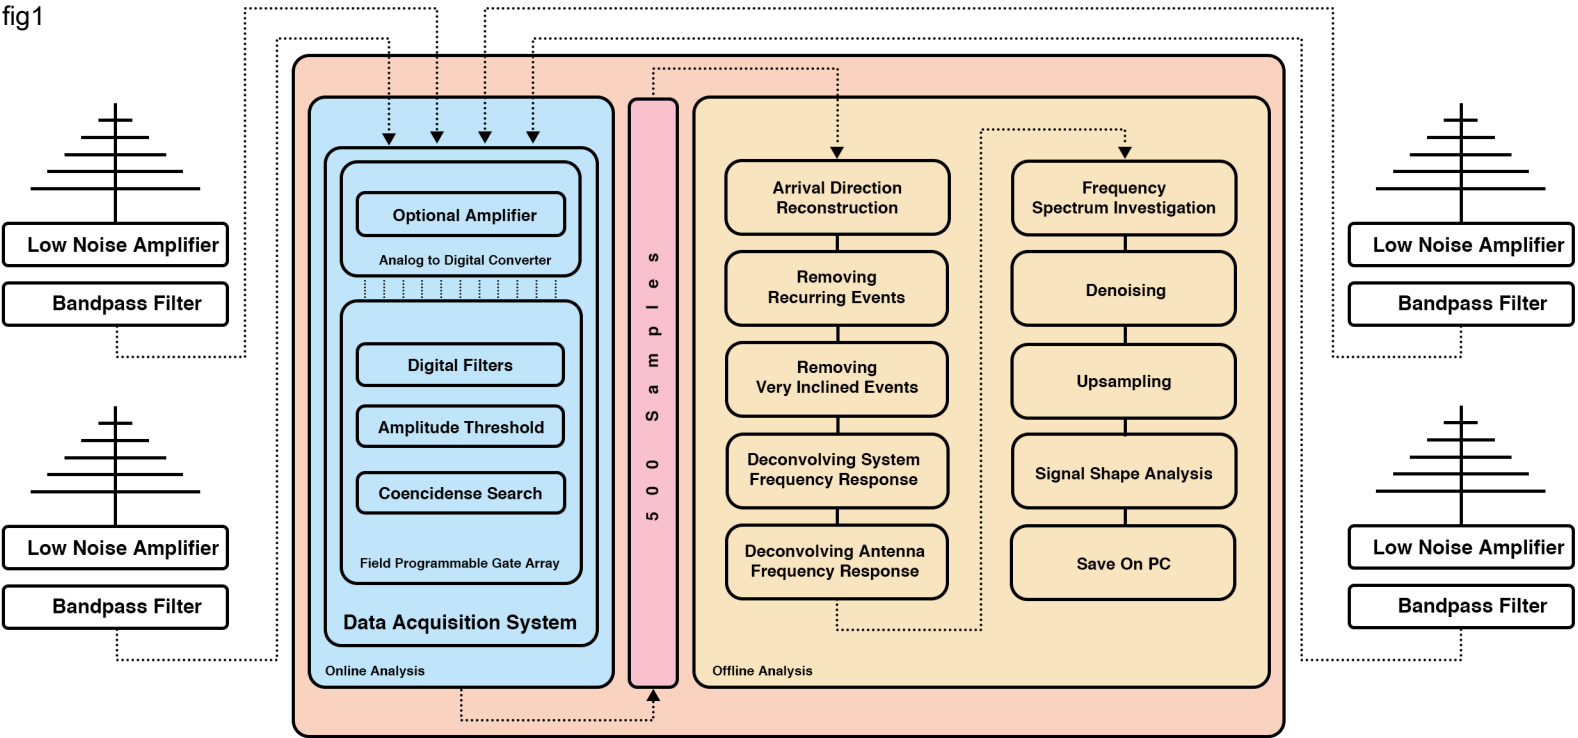 fig1
Low Noise Amplifier
Bandpass Filter
Low Noise Amplifier
Bandpass Filter
Optional Amplifier
Analog to Digital Converter
Digital Filters
Amplitude Threshold
Coencidense Search
Field Programmable Gate Array
Data Acquisition System
Online Analysis
500 Samples
Arrival Direction
Reconstruction
Removing
Recurring Events
Removing
Very Inclined Events
Deconvolving System
Frequency Response
Deconvolving Antenna
Frequency Response
Frequency
Spectrum Investigation
Denoising
Upsampling
Signal Shape Analysis
Save On PC
Offline Analysis
Low Noise Amplifier
Bandpass Filter
Low Noise Amplifier
Bandpass Filter